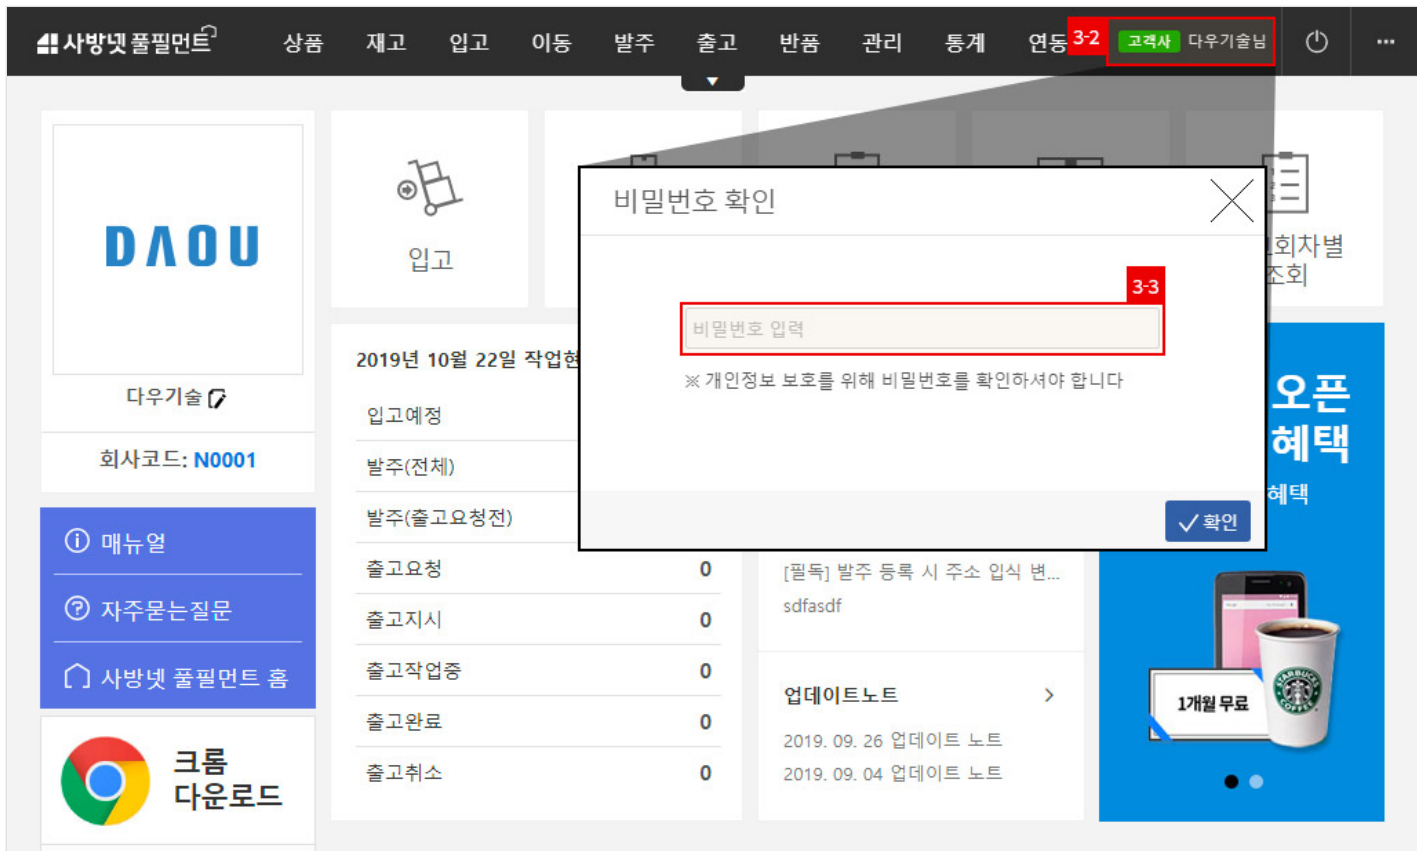 사방넷 풀필먼트
상품 재고 입고 이동 발주 출고 반품 관리 통계 연동
3-2
고객사 다우기술님
DAOU
다우기술
회사코드: N0001
매뉴얼
자주묻는질문
사방넷 풀필먼트 홈
크롬
다운로드
입고
회차별
조회
2019년 10월 22일 작업현
입고예정
발주(전체)
발주(출고요청전)
출고요청 0
출고지시 0
출고작업중 0
출고완료 0
출고취소 0
비밀번호 확인
3-3
비밀번호 입력
※ 개인정보 보호를 위해 비밀번호를 확인하셔야 합니다
확인
[필독] 발주 등록 시 주소 입식 변...
sdfasdf
업데이트노트
2019. 09. 26 업데이트 노트
2019. 09. 04 업데이트 노트
오픈
혜택
혜택
1개월 무료
STARBUCKS
COFFEE